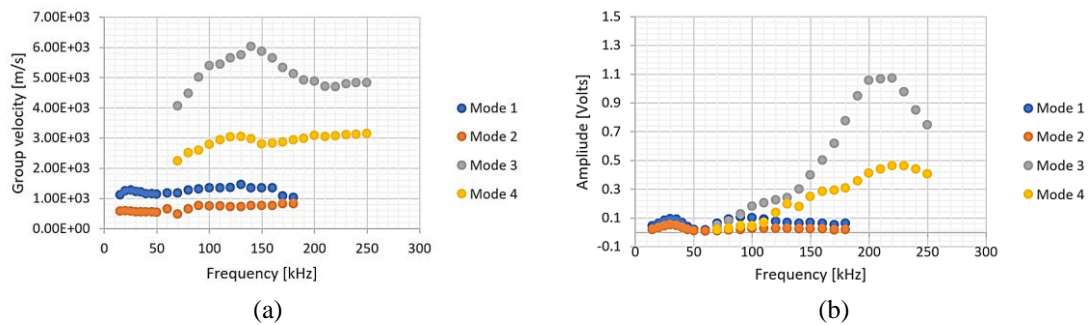 7.00E+03
6.00E+03
5.00E+03
4.00E+03
3.00E+03
2.00E+03
1.00E+03
0.00E+00
Group velocity [m/s]
0 50 100 150 200 250 300
Frequency [kHz]
Mode 1
Mode 2
Mode 3
Mode 4
(a)
1.5
1.3
1.1
0.9
0.7
0.5
0.3
0.1
-0.1
Ampliude [Volts]
0 50 100 150 200 250 300
Frequency [kHz]
Mode 1
Mode 2
Mode 3
Mode 4
(b)